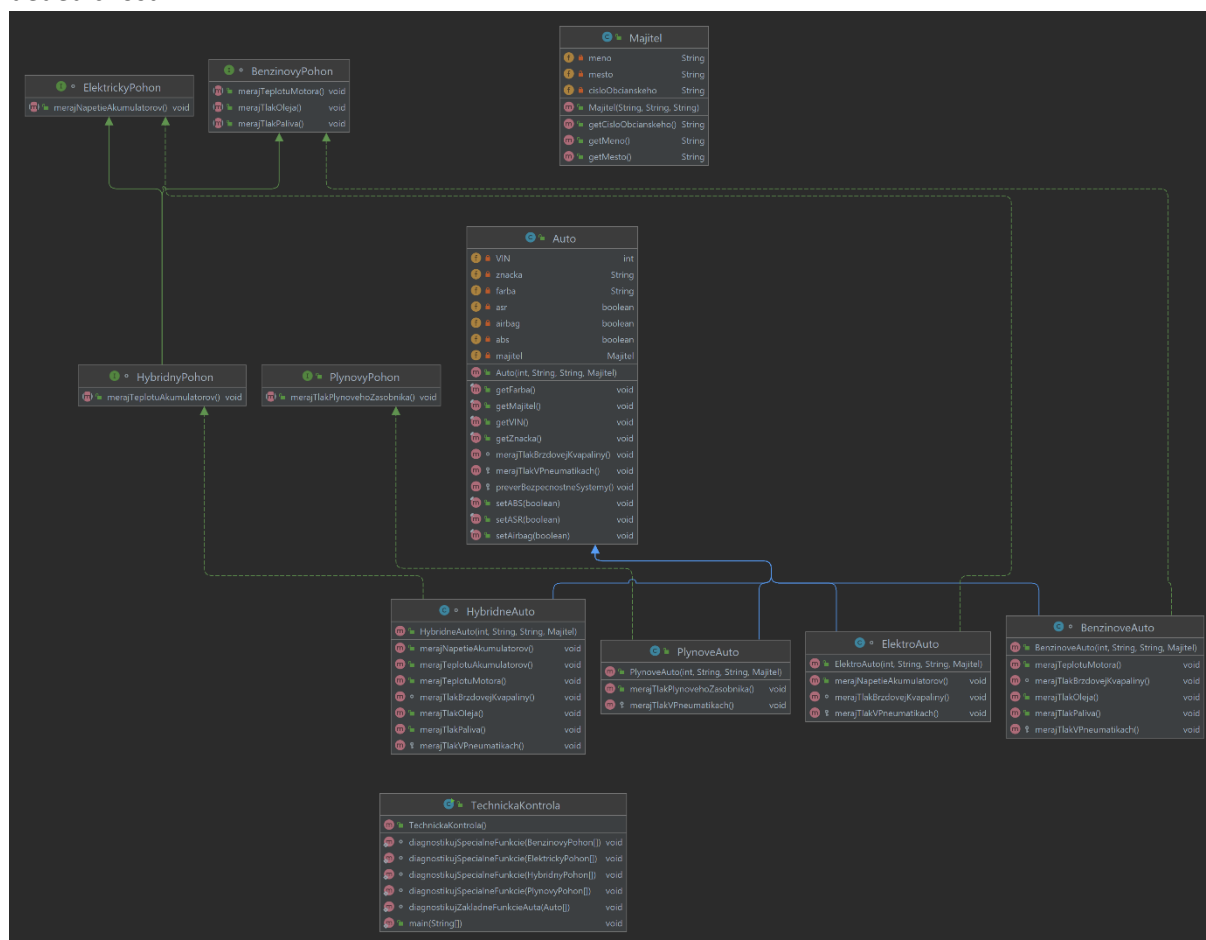 Majitel
meno String
mesto String
cisloObcianskeho String
Majitel(String, String, String)
getCisloObcianskeho() String
getMeno() String
getMesto() String
ElektrickyPohon
merajNapetieAkumulatorov() void
BenzinovyPohon
merajTeplotuMotora() void
merajTlakOleja() void
merajTlakPaliva() void
Auto
VIN int
znacka String
farba String
asr boolean
airbag boolean
abs boolean
majitel Majitel
Auto(int, String, String, Majitel)
getFarba() void
getMajitel() void
getVIN() void
getZnacka() void
merajTlakBrzdovejKvapaliny() void
merajTlakVPneumatikach() void
preverBezpecnostneSystemy() void
setABS(boolean) void
setASR(boolean) void
setAirbag(boolean) void
HybridnyPohon
merajTeplotuAkumulatorov() void
PlynovyPohon
merajTlakPlynovehoZasobnika() void
HybridneAuto
HybridneAuto(int, String, String, Majitel)
merajNapetieAkumulatorov() void
merajTeplotuAkumulatorov() void
merajTeplotuMotora() void
merajTlakBrzdovejKvapaliny() void
merajTlakOleja() void
merajTlakPaliva() void
merajTlakVPneumatikach() void
PlynoveAuto
PlynoveAuto(int, String, String, Majitel)
merajTlakPlynovehoZasobnika() void
merajTlakVPneumatikach() void
ElektroAuto
ElektroAuto(int, String, String, Majitel)
merajNapetieAkumulatorov() void
merajTlakBrzdovejKvapaliny() void
merajTlakVPneumatikach() void
BenzinoveAuto
BenzinoveAuto(int, String, String, Majitel)
merajTeplotuMotora() void
merajTlakBrzdovejKvapaliny() void
merajTlakOleja() void
merajTlakPaliva() void
merajTlakVPneumatikach() void
TechnickaKontrola
TechnickaKontrola()
diagnostikujSpecialneFunkcie(BenzinovyPohon[]) void
diagnostikujSpecialneFunkcie(ElektrickyPohon[]) void
diagnostikujSpecialneFunkcie(HybridnyPohon[]) void
diagnostikujSpecialneFunkcie(PlynovyPohon[]) void
diagnostikujZakladneFunkcieAuta(Auto[]) void
main(String[]) void